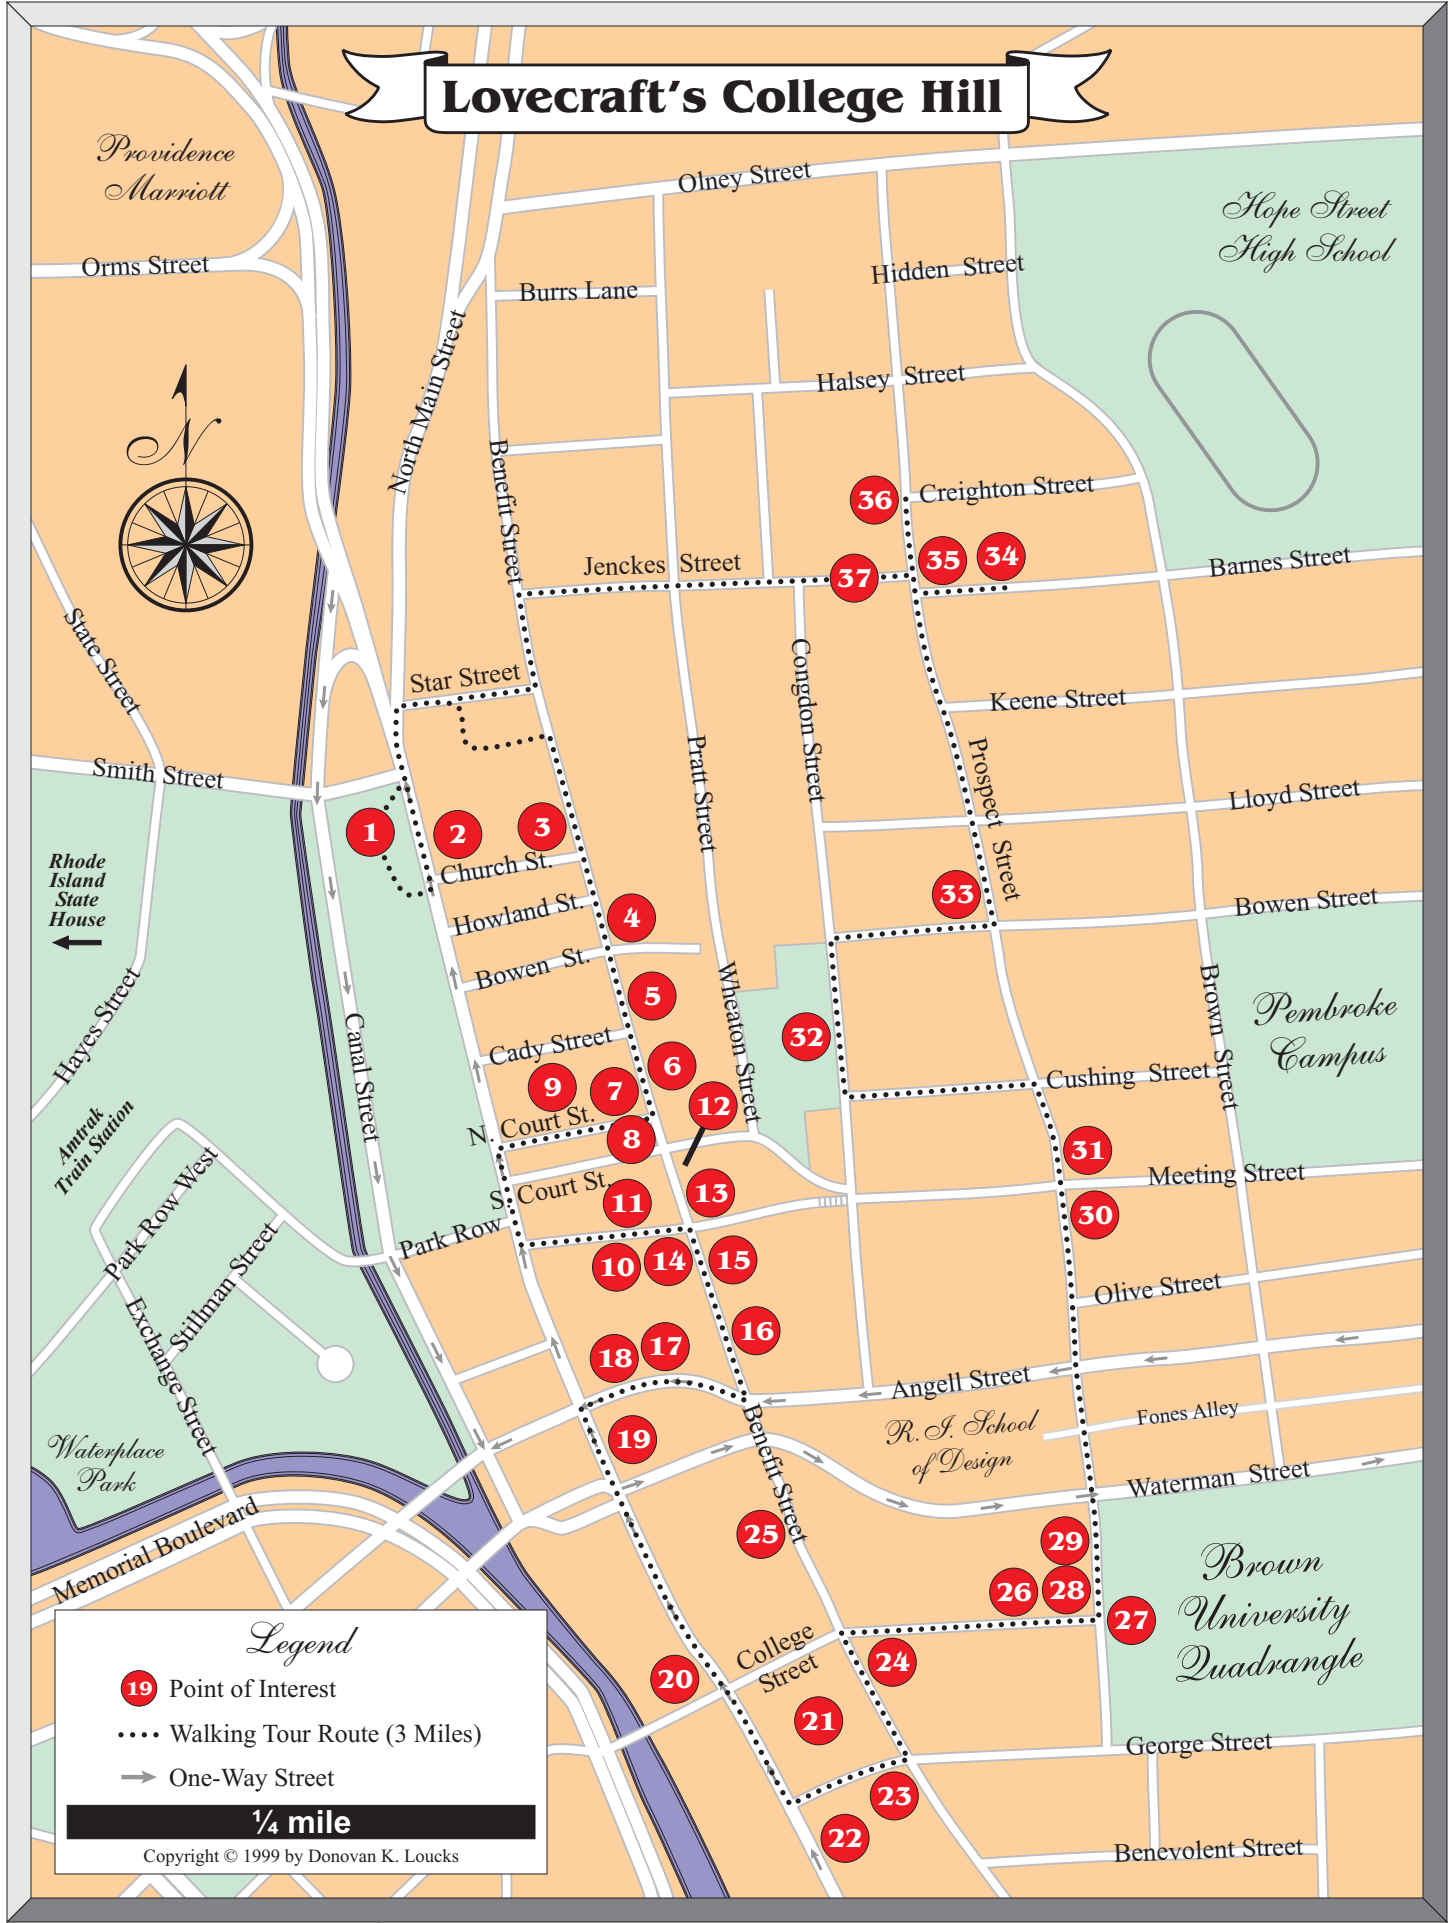 Lovecraft's College Hill
Providence
Marriott
Olney Street
Hope Street
High School
Orms Street
Hidden Street
Burrs Lane
North Main Street
Halsey Street
N
Benefit Street
36
Creighton Street
Jenckes Street
37
35
34
Barnes Street
State Street
Star Street
Congdon Street
Keene Street
Smith Street
Pratt Street
Prospect Street
Lloyd Street
1
2
3
Rhode
Island
State
House
Church St.
Howland St.
4
33
Bowen Street
Bowen St.
5
Wheaton Street
Brown Street
Pembroke
Campus
Hayes Street
Canal Street
Cady Street
32
6
9
7
12
Cushing Street
Amtrak
Train Station
N. Court St.
8
31
Meeting Street
Park Row West
S. Court St.
11
13
30
Park Row
10
14
15
Stillman Street
Olive Street
Exchange Street
16
18
17
Angell Street
Waterplace
Park
19
Benefit Street
R. I. School
of Design
Fones Alley
Waterman Street
Memorial Boulevard
25
29
26
28
27
Brown
University
Quadrangle
College
Street
20
24
21
George Street
23
22
Benevolent Street
Legend
19 Point of Interest
Walking Tour Route (3 Miles)
One-Way Street
¼ mile
Copyright © 1999 by Donovan K. Loucks